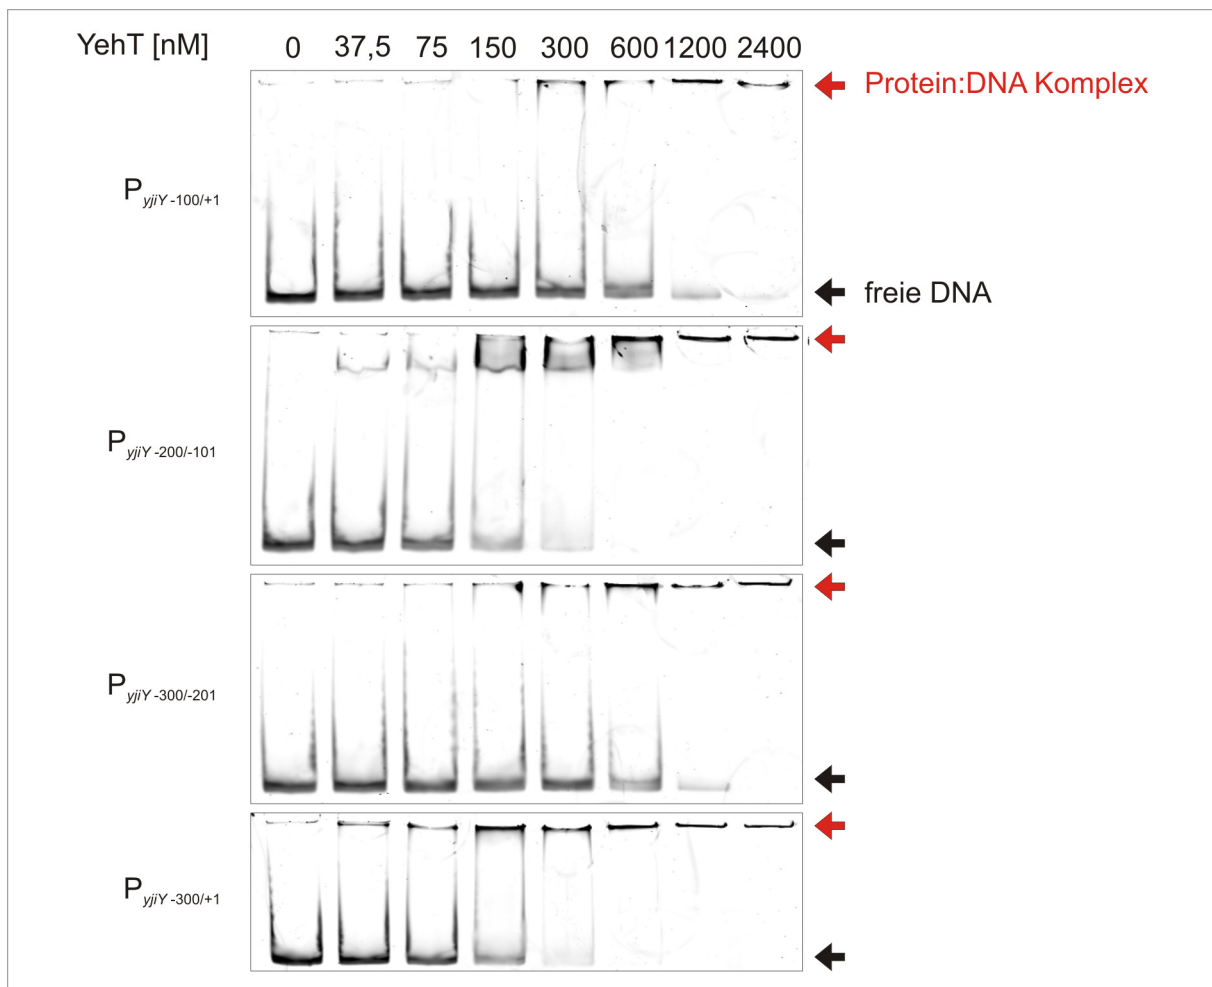 YehT [nM] 0 37,5 75 150 300 600 1200 2400
Protein:DNA Komplex
P yjiY -100/+1
freie DNA
P yjiY -200/-101
P yjiY -300/-201
P yjiY -300/+1